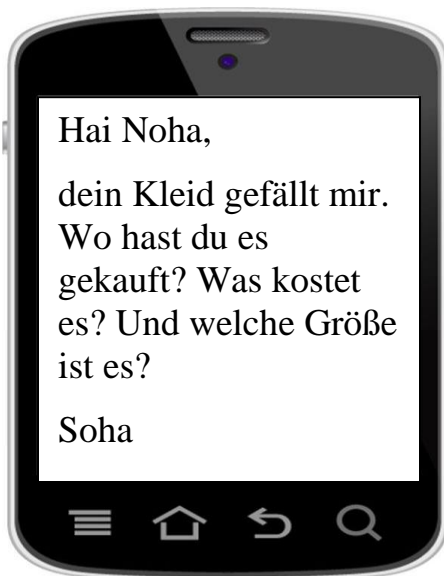 Hai Noha,
dein Kleid gefällt mir.
Wo hast du es
gekauft? Was kostet
es? Und welche Größe
ist es?
Soha